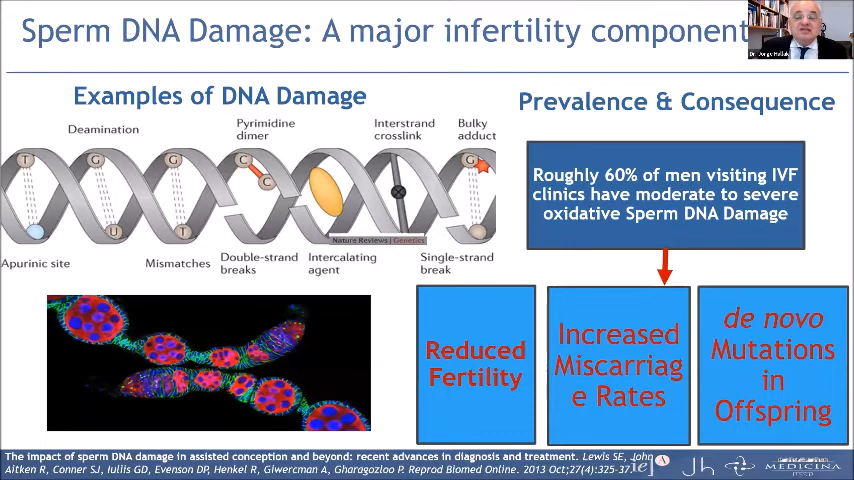 Sperm DNA Damage: A major infertility component
Dr. Jorge Hallak
Examples of DNA Damage
Prevalence & Consequence
Deamination
Pyrimidine
dimer
Interstrand
crosslink
Bulky
adduct
T
G
G
C
C
G
U
T
Nature Reviews | Genetics
Apurinic site
Mismatches
Double-strand
breaks
Intercalating
agent
Single-strand
break
Roughly 60% of men visiting IVF
clinics have moderate to severe
oxidative Sperm DNA Damage
Reduced
Fertility
Increased
Miscarriag
e Rates
de novo
Mutations
in
Offspring
The impact of sperm DNA damage in assisted conception and beyond: recent advances in diagnosis and treatment. Lewis SE, John
Aitken R, Conner SJ, Iuliis GD, Evenson DP, Henkel R, Giwercman A, Gharagozloo P. Reprod Biomed Online. 2013 Oct;27(4):325-37.
Jh
MEDICINA